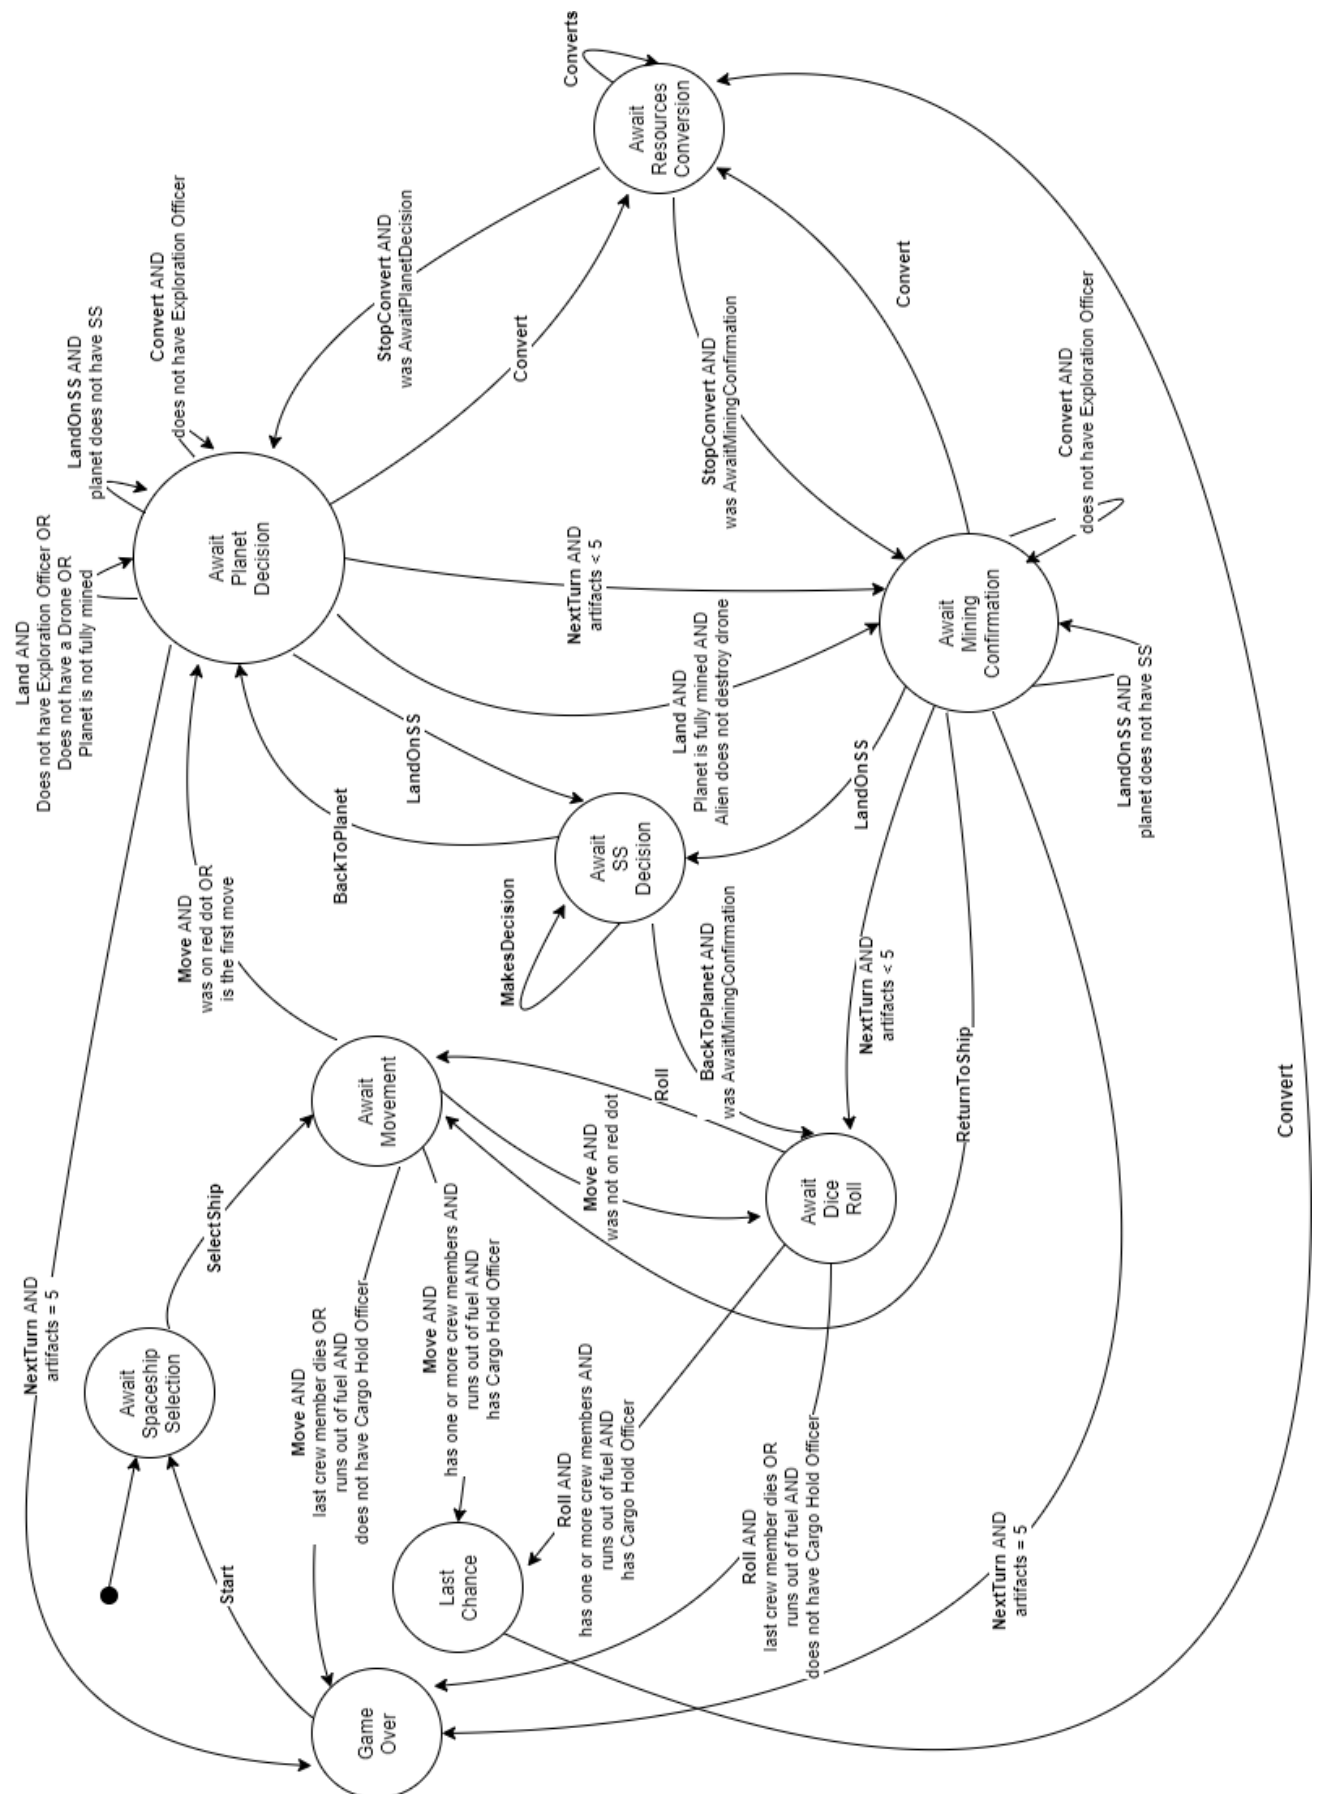 Converts
Await
Resources
Conversion
StopConvert AND
was AwaitPlanetDecision
Convert
Convert AND
does not have Exploration Officer
LandOnSS AND
planet does not have SS
Land AND
Does not have Exploration Officer OR
Does not have a Drone OR
Planet is not fully mined
Await
Planet
Decision
StopConvert AND
was AwaitMiningConfirmation
Convert
Convert AND
does not have Exploration Officer
NextTurn AND
artifacts < 5
Land AND
Planet is fully mined AND
Alien does not destroy drone
Await
Mining
Confirmation
LandOnSS AND
planet does not have SS
LandOnSS
BackToPlanet
LandOnSS
Await
SS
Decision
MakesDecision
Move AND
was on red dot OR
is the first move
BackToPlanet AND
was AwaitMiningConfirmation
NextTurn AND
artifacts < 5
ReturnToShip
Roll
Await
Movement
Move AND
was not on red dot
Await
Dice
Roll
Convert
SelectShip
NextTurn AND
artifacts = 5
Await
Spaceship
Selection
Move AND
last crew member dies OR
runs out of fuel AND
does not have Cargo Hold Officer
Move AND
has one or more crew members AND
runs out of fuel AND
has Cargo Hold Officer
Roll AND
has one or more crew members AND
runs out of fuel AND
has Cargo Hold Officer
Roll AND
last crew member dies OR
runs out of fuel AND
does not have Cargo Hold Officer
NextTurn AND
artifacts = 5
Start
Last
Chance
Game
Over